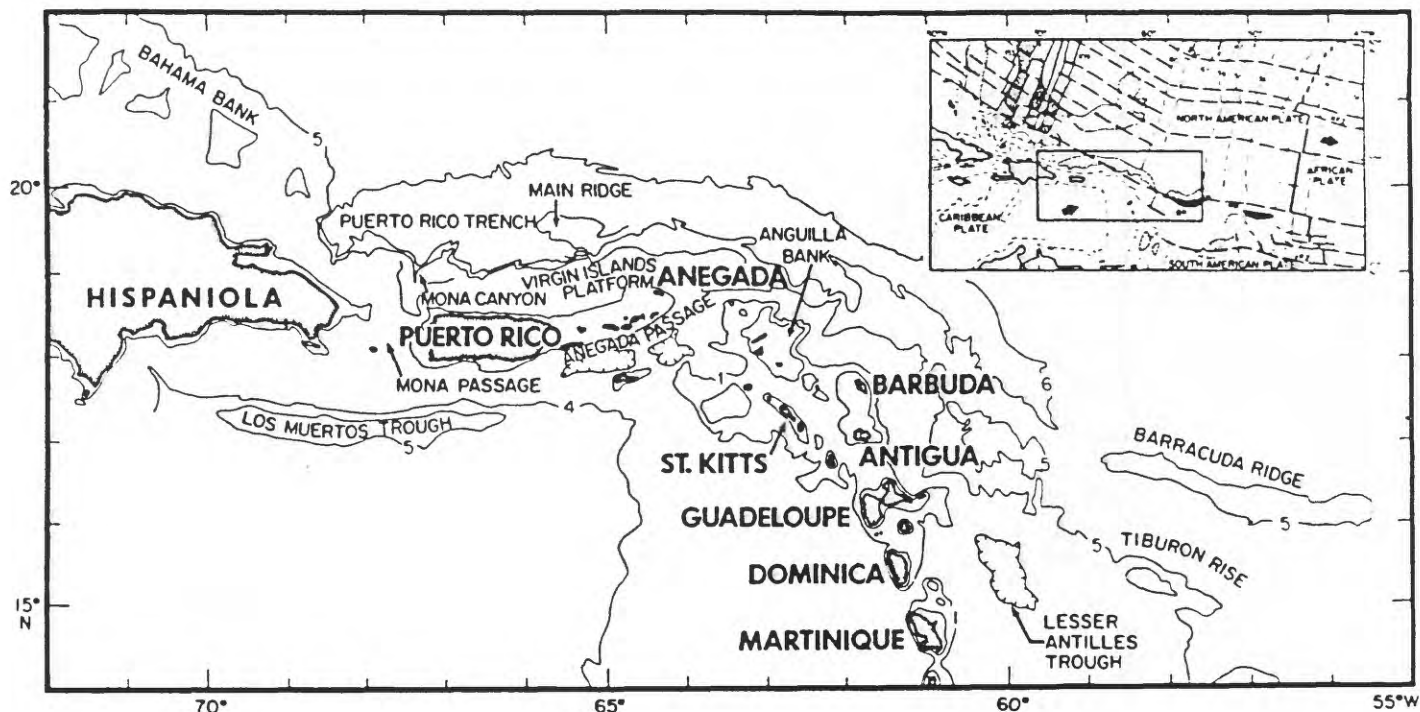 BAHAMA BANK
5
20°
MAIN RIDGE
PUERTO RICO TRENCH
ANGUILLA
BANK
VIRGIN ISLANDS
PLATFORM
ANEGADA
HISPANIOLA
MONA CANYON
PUERTO RICO
ANEGADA PASSAGE
MONA PASSAGE
1
6
BARBUDA
4
LOS MUERTOS TROUGH
5
ST. KITTS
ANTIGUA
5
BARRACUDA RIDGE
5
GUADELOUPE
5
TIBURON RISE
DOMINICA
15°
N
1
MARTINIQUE
LESSER
ANTILLES
TROUGH
70°
65°
60°
55°W
NORTH AMERICAN PLATE
AFRICAN
PLATE
CARIBBEAN
PLATE
SOUTH AMERICAN PLATE